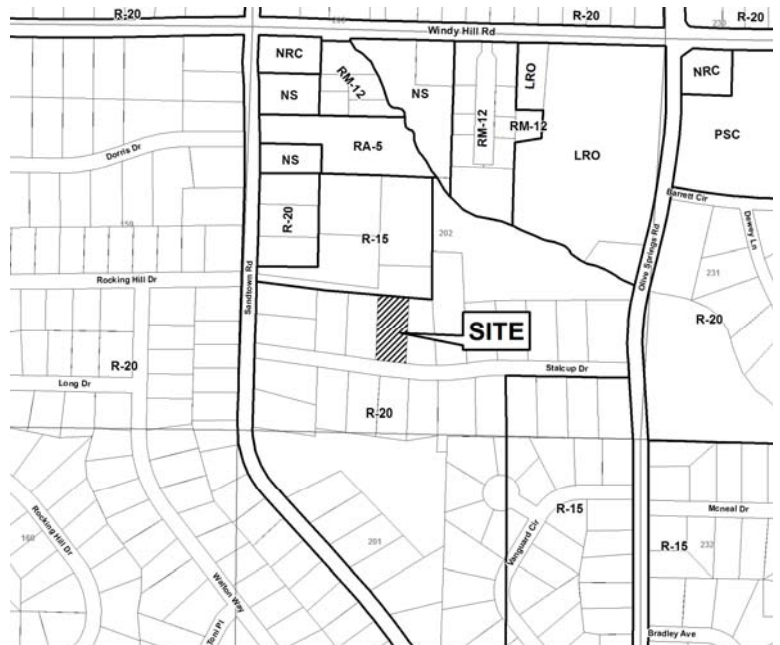 R-20
R-20
R-20
Windy Hill Rd
NRC
RM-12
NS
NS
RM-12
LRO
RM-12
NRC
PSC
LRO
RA-5
Dorris Dr
NS
R-20
R-15
202
Barrett Cir
Dewey Ln
231
Olive Springs Rd
Sandtown Rd
Rocking Hill Dr
R-20
SITE
R-20
Long Dr
Stalcup Dr
R-20
R-15
Mcneal Dr
Vanguard Cir
R-15
232
201
160
Rocking Hill Dr
Walton Way
Toni Pl
Bradley Ave